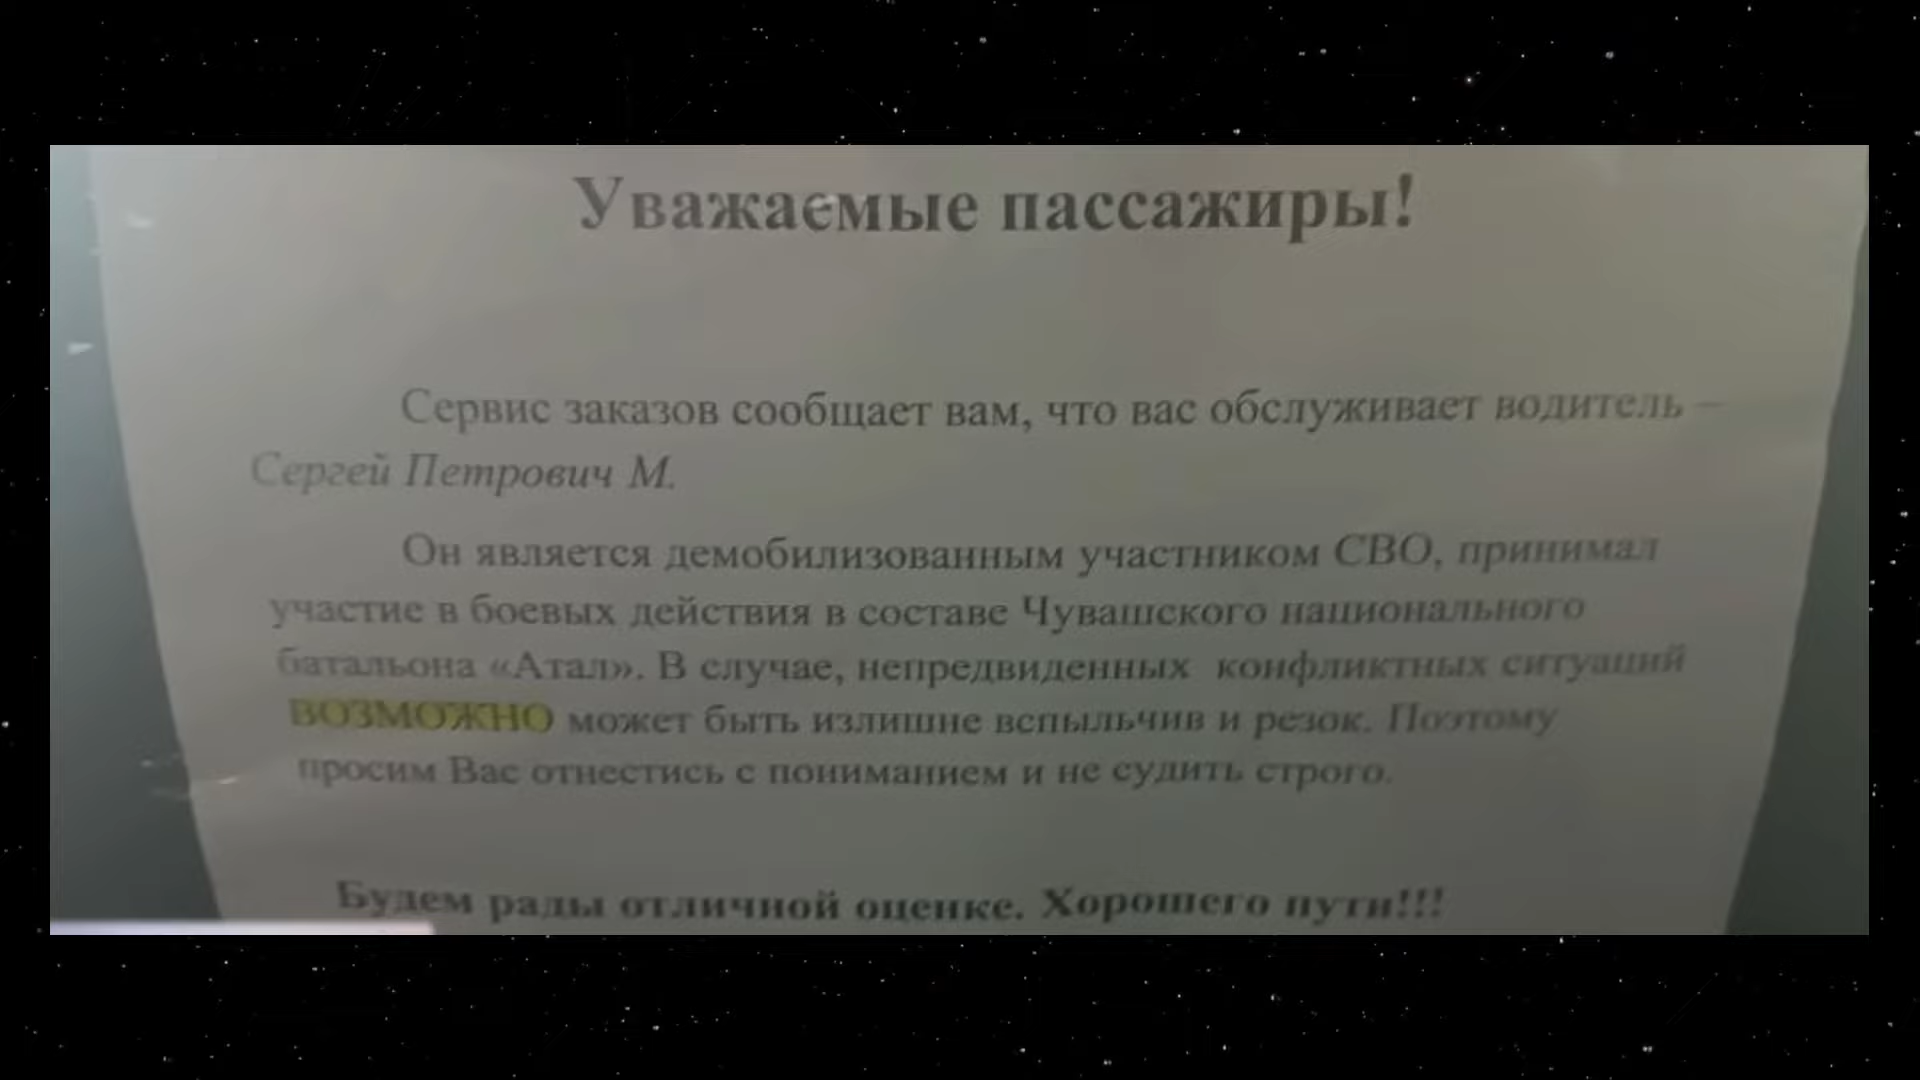 Уважаемые пассажиры!
Сервис заказов сообщает вам, что вас обслуживает водитель –
Сергей Петрович М.
Он является демобилизованным участником СВО, принимал
участие в боевых действия в составе Чувашского национального
батальона «Атал». В случае, непредвиденных конфликтных ситуаций
ВОЗМОЖНО может быть излишне вспыльчив и резок. Поэтому
просим Вас отнестись с пониманием и не судить строго.
Будем рады отличной оценке. Хорошего пути!!!